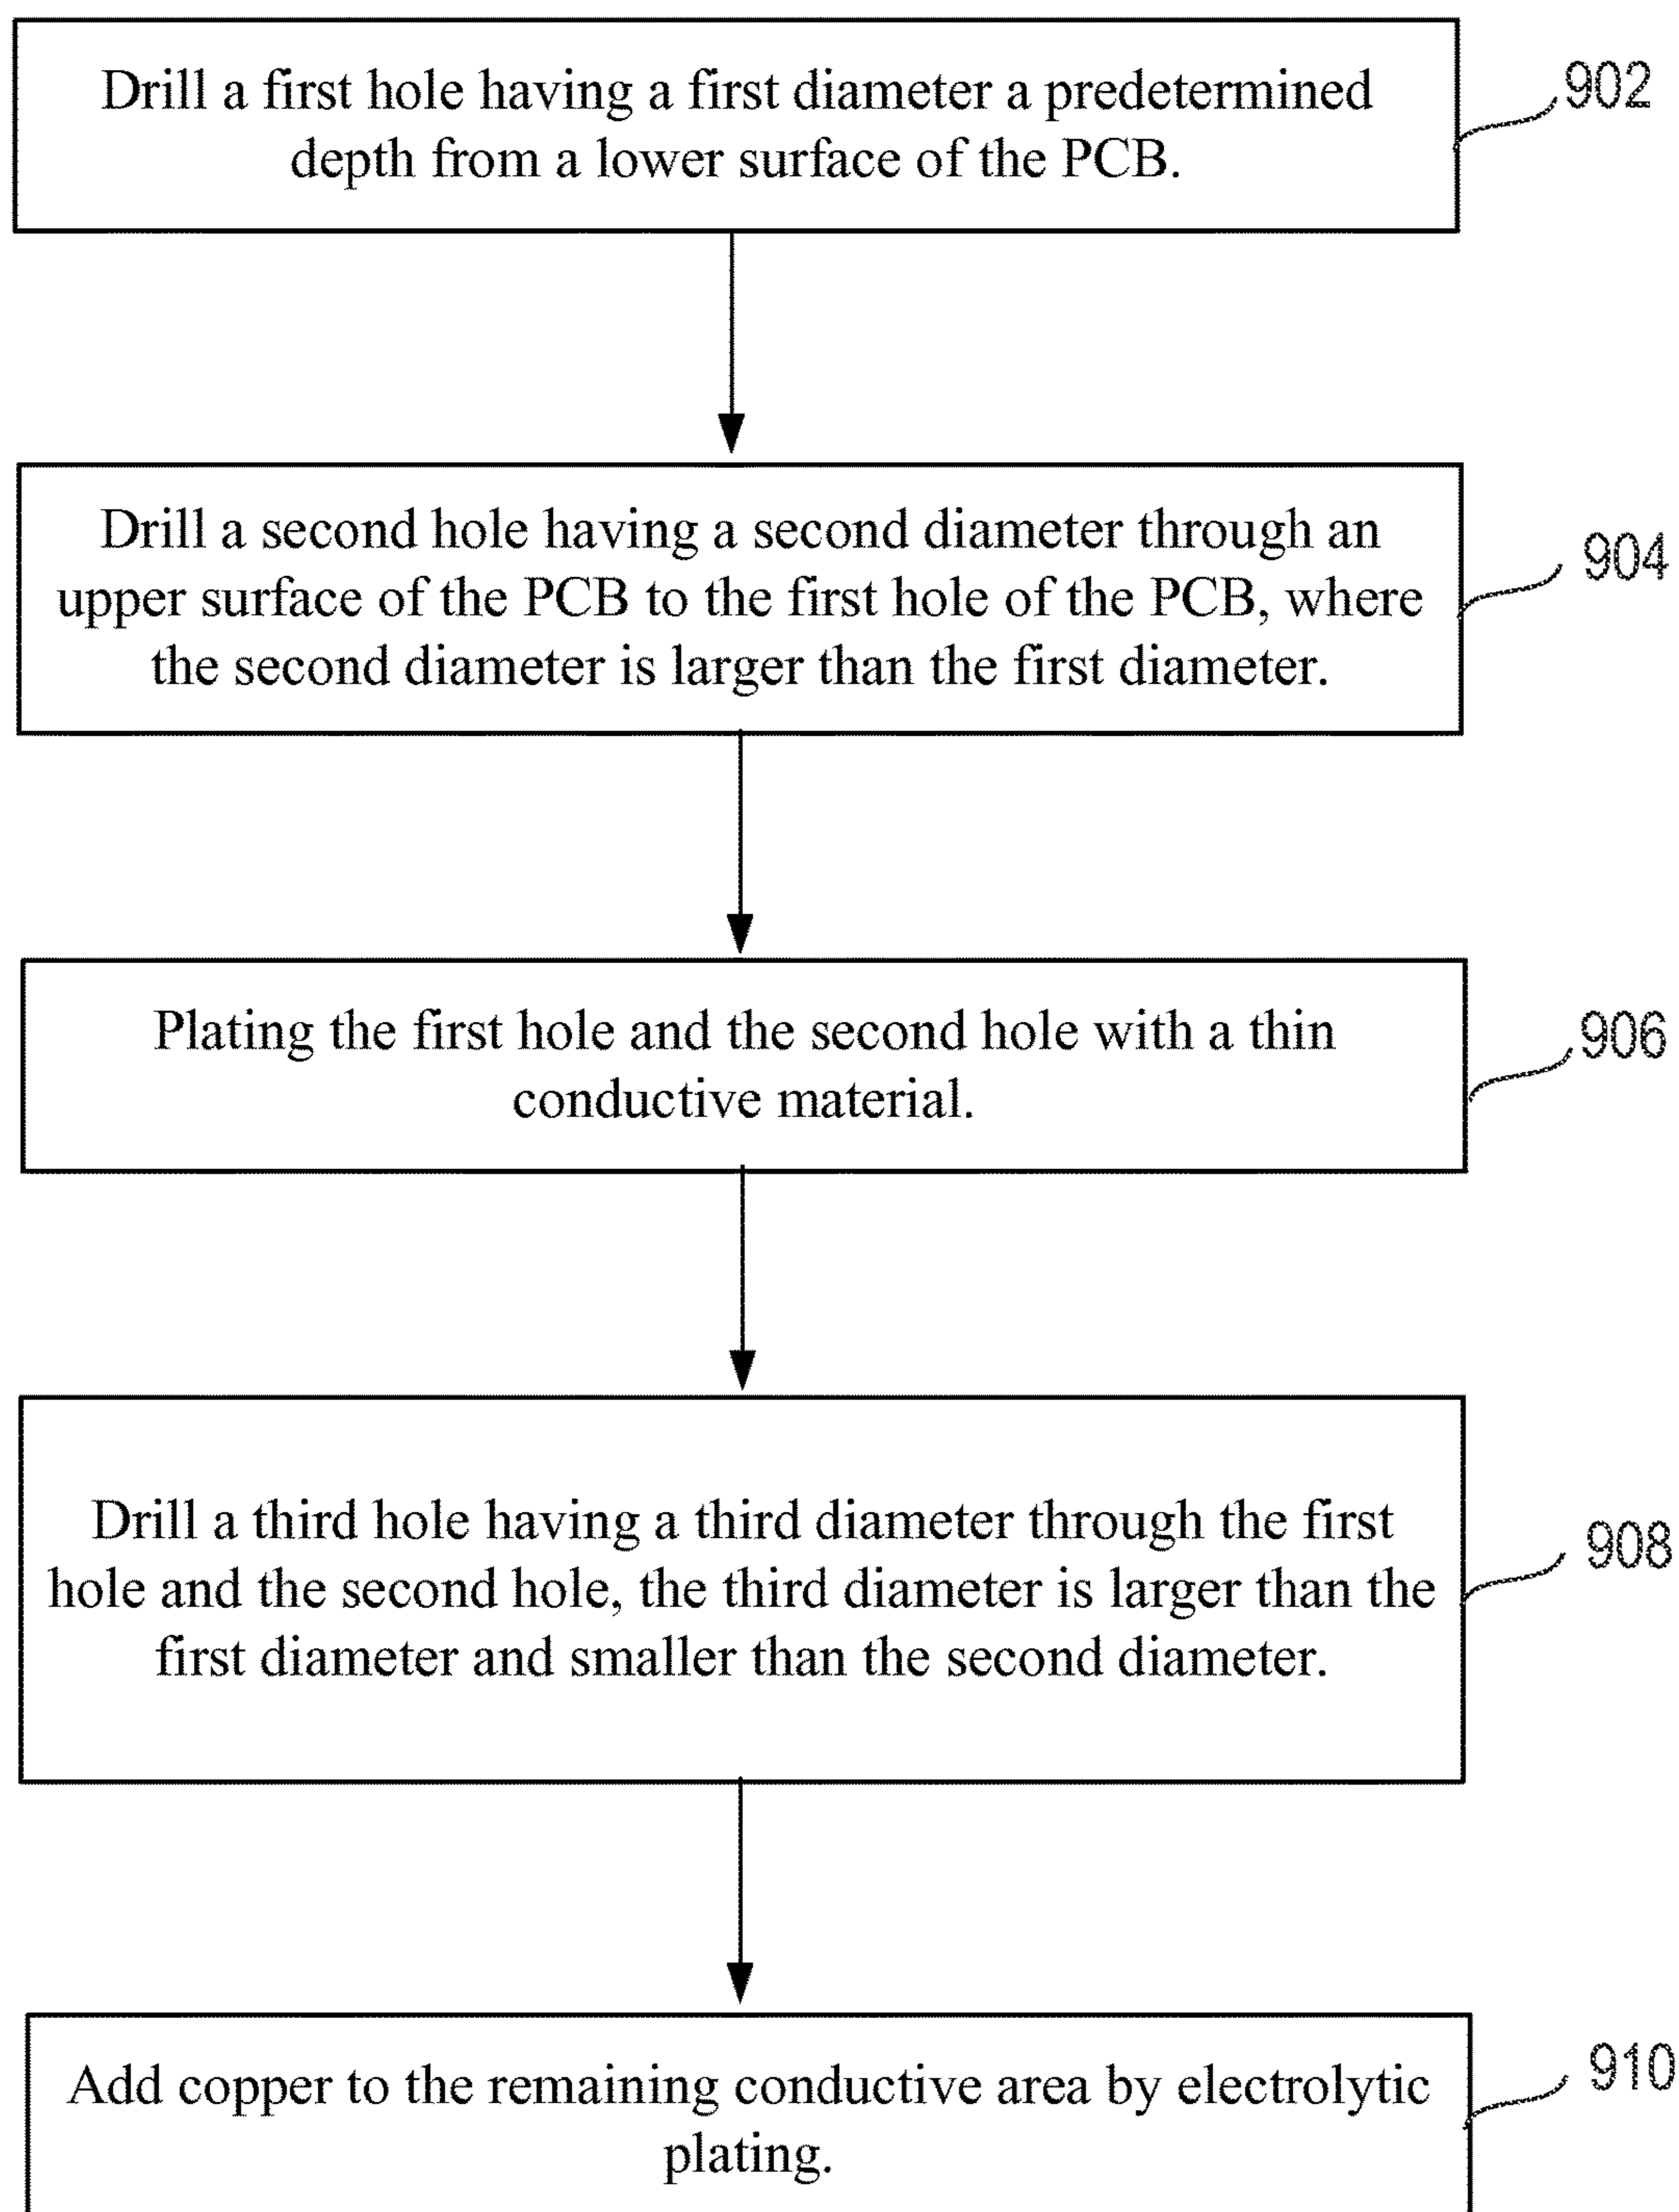 Drill a first hole having a first diameter a predetermined
depth from a lower surface of the PCB.
902
Drill a second hole having a second diameter through an
upper surface of the PCB to the first hole of the PCB, where
the second diameter is larger than the first diameter.
904
Plating the first hole and the second hole with a thin
conductive material.
906
Drill a third hole having a third diameter through the first
hole and the second hole, the third diameter is larger than the
first diameter and smaller than the second diameter.
908
Add copper to the remaining conductive area by electrolytic
plating.
910